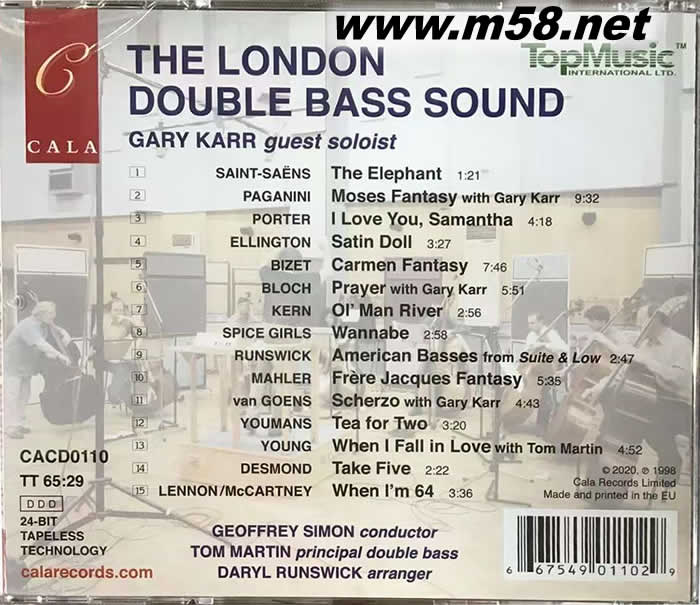 www.m58.net
TopMusic™
INTERNATIONAL LTD.
C
CALA
THE LONDON
DOUBLE BASS SOUND
GARY KARR guest soloist
1 SAINT-SAËNS The Elephant 1:21
2 PAGANINI Moses Fantasy with Gary Karr 9:32
3 PORTER I Love You, Samantha 4:18
4 ELLINGTON Satin Doll 3:27
5 BIZET Carmen Fantasy 7:46
6 BLOCH Prayer with Gary Karr 5:51
7 KERN Ol' Man River 2:56
8 SPICE GIRLS Wannabe 2:58
9 RUNSWICK American Basses from Suite & Low 2:47
10 MAHLER Frère Jacques Fantasy 5:35
11 van GOENS Scherzo with Gary Karr 4:43
12 YOUMANS Tea for Two 3:20
13 YOUNG When I Fall in Love with Tom Martin 4:52
14 DESMOND Take Five 2:22
15 LENNON/McCARTNEY When I'm 64 3:36
CACD0110
TT 65:29
DDD
24-BIT
TAPELESS
TECHNOLOGY
calarecords.com
GEOFFREY SIMON conductor
TOM MARTIN principal double bass
DARYL RUNSWICK arranger
© 2020, ℗ 1998
Cala Records Limited
Made and printed in the EU
6 67549 01102 9